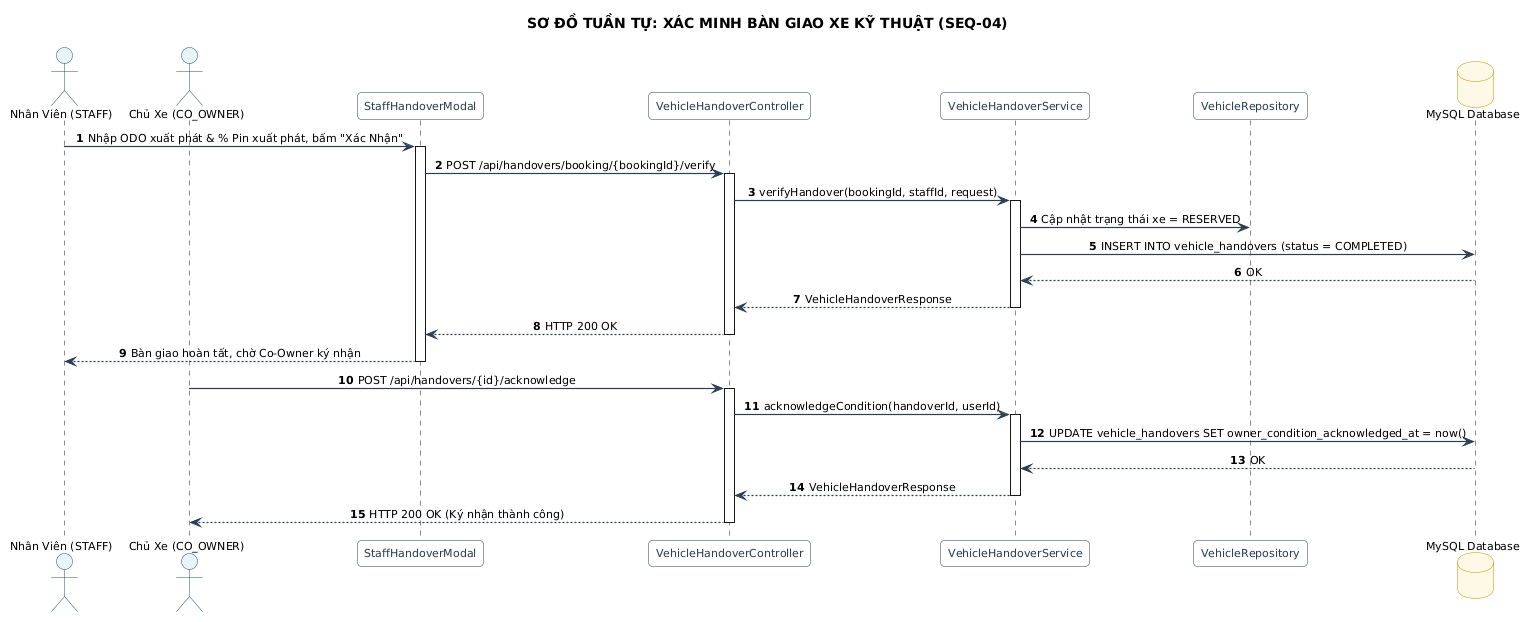 SƠ ĐỒ TUẦN TỰ: XÁC MINH BÀN GIAO XE KỸ THUẬT (SEQ-04)
Nhân Viên (STAFF)
Chủ Xe (CO_OWNER)
StaffHandoverModal
VehicleHandoverController
VehicleHandoverService
VehicleRepository
MySQL Database
1 Nhập ODO xuất phát & % Pin xuất phát, bấm "Xác Nhận"
2 POST /api/handovers/booking/{bookingId}/verify
3 verifyHandover(bookingId, staffId, request)
4 Cập nhật trạng thái xe = RESERVED
5 INSERT INTO vehicle_handovers (status = COMPLETED)
6 OK
7 VehicleHandoverResponse
8 HTTP 200 OK
9 Bàn giao hoàn tất, chờ Co-Owner ký nhận
10 POST /api/handovers/{id}/acknowledge
11 acknowledgeCondition(handoverId, userId)
12 UPDATE vehicle_handovers SET owner_condition_acknowledged_at = now()
13 OK
14 VehicleHandoverResponse
15 HTTP 200 OK (Ký nhận thành công)
Nhân Viên (STAFF)
Chủ Xe (CO_OWNER)
StaffHandoverModal
VehicleHandoverController
VehicleHandoverService
VehicleRepository
MySQL Database